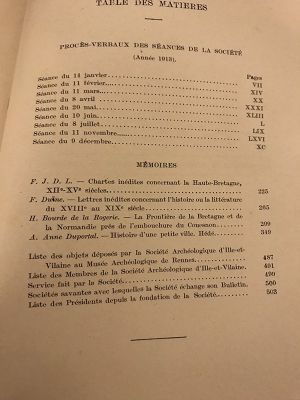 TABLE DES MATIÈRES
PROCÈS-VERBAUX DES SÉANCES DE LA SOCIÉTÉ
(Année 1913).
Pages
Séance du 14 janvier VII
Séance du 11 février XIV
Séance du 11 mars XX
Séance du 8 avril XXI
Séance du 20 mai XXXI
Séance du 10 juin XLIII
Séance du 8 juillet L
Séance du 11 novembre LIX
Séance du 9 décembre LXVI
XC
MÉMOIRES
F. J. D. L. — Chartes inédites concernant la Haute-Bretagne,
XIIe-XVe siècles 225
F. Duine. — Lettres inédites concernant l'histoire ou la littérature
du XVIIIe au XIXe siècle 265
H. Bourde de la Rogerie. — La Frontière de la Bretagne et de
la Normandie près de l'embouchure du Couesnon 209
A. Anne Duportal. — Histoire d'une petite ville. Hédé 349
Liste des objets déposés par la Société Archéologique d'Ille-et-
Vilaine au Musée Archéologique de Rennes 487
Liste des Membres de la Société Archéologique d'Ille-et-Vilaine 491
Service fait par la Société 490
Sociétés savantes avec lesquelles la Société échange son Bulletin 500
Liste des Présidents depuis la fondation de la Société 503